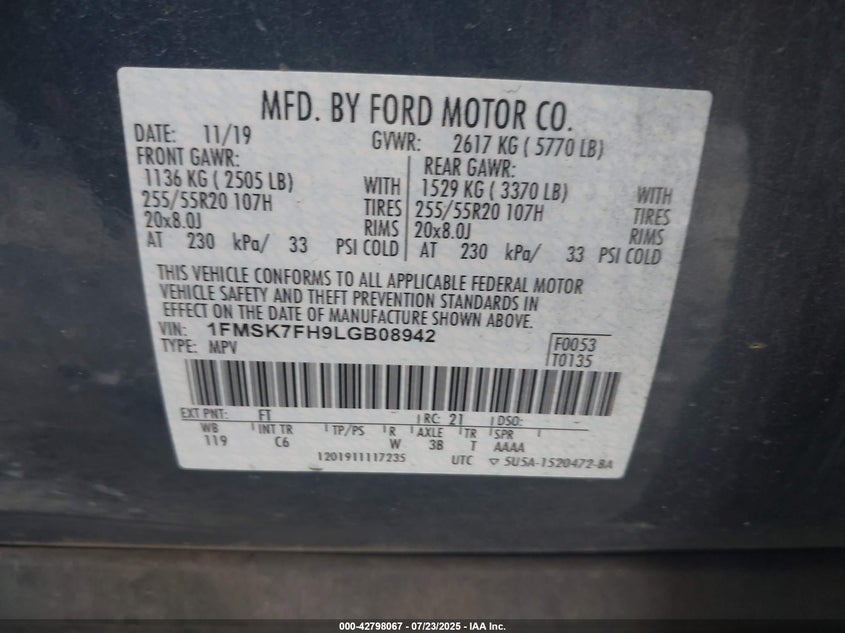 MFD. BY FORD MOTOR CO.
DATE: 11/19 GVWR: 2617 KG ( 5770 LB)
FRONT GAWR: REAR GAWR:
1136 KG ( 2505 LB) WITH 1529 KG ( 3370 LB) WITH
255/55R20 107H TIRES 255/55R20 107H TIRES
20x8.0J RIMS 20x8.0J RIMS
AT 230 kPa/ 33 PSI COLD AT 230 kPa/ 33 PSI COLD
THIS VEHICLE CONFORMS TO ALL APPLICABLE FEDERAL MOTOR
VEHICLE SAFETY AND THEFT PREVENTION STANDARDS IN
EFFECT ON THE DATE OF MANUFACTURE SHOWN ABOVE.
VIN: 1FMSK7FH9LGB08942 F0053
TYPE: MPV T0135
EXT PNT: FT RC: 21 DSO:
WB INT TR TP/PS R AXLE TR SPR
119 C6 W 3B T AAAA
1201911117235 UTC ▽ 5U5A-1520472-BA
000-42798067 | 07/23/2025 | IAA Inc.